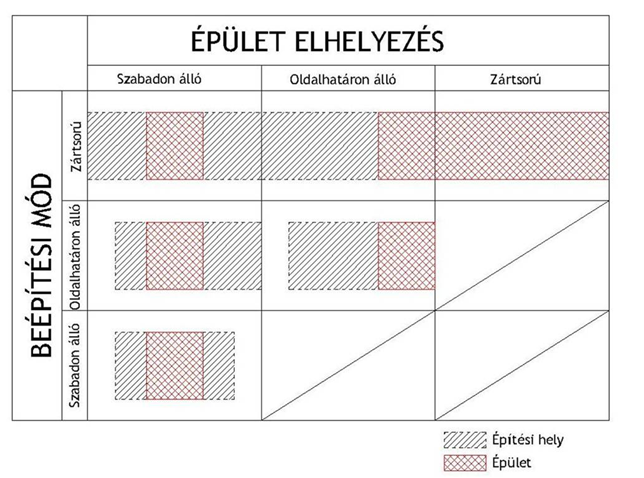 ÉPÜLET ELHELYEZÉS
Szabadon álló
Oldalhatáron álló
Zártsorú
BEÉPÍTÉSI MÓD
Zártsorú
Oldalhatáron álló
Szabadon álló
Építési hely
Épület